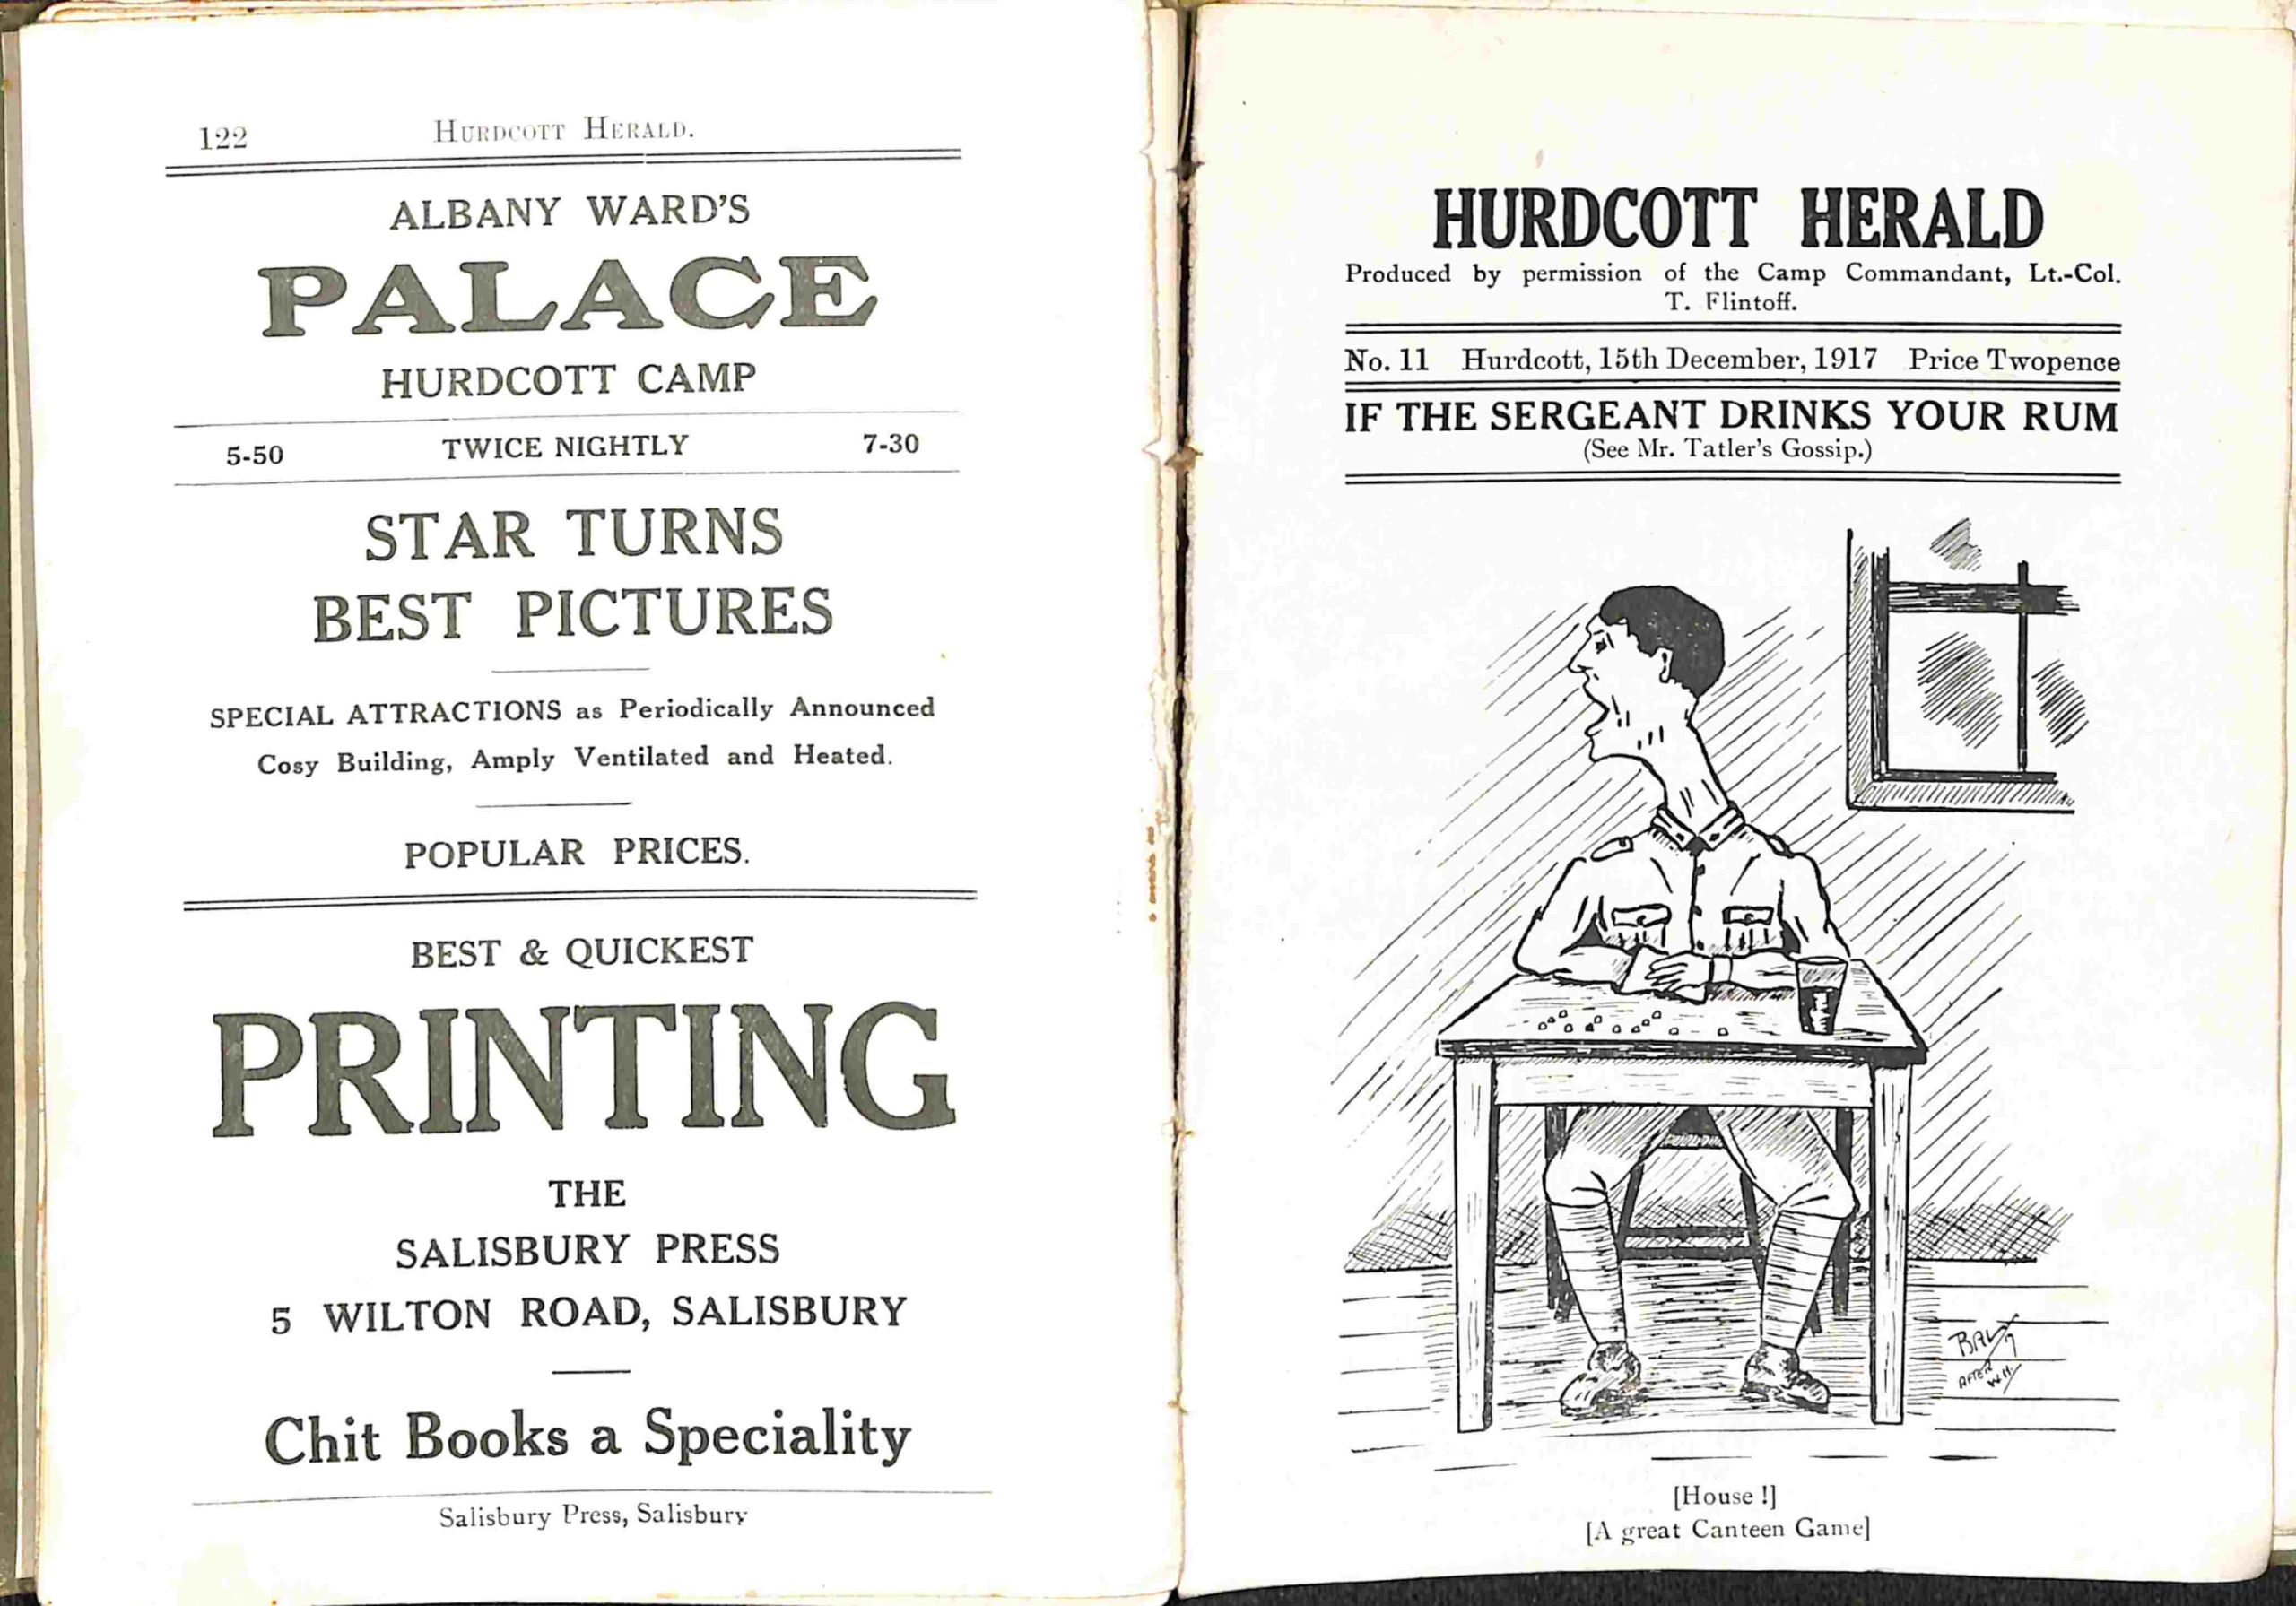 122
HURDCOTT HERALD.
ALBANY WARD'S
PALACE
HURDCOTT CAMP
5-50 TWICE NIGHTLY 7-30
STAR TURNS
BEST PICTURES
SPECIAL ATTRACTIONS as Periodically Announced
Cosy Building, Amply Ventilated and Heated.
POPULAR PRICES.
BEST & QUICKEST
PRINTING
THE
SALISBURY PRESS
5 WILTON ROAD, SALISBURY
Chit Books a Speciality
Salisbury Press, Salisbury
HURDCOTT HERALD
Produced by permission of the Camp Commandant, Lt.-Col.
T. Flintoff.
No. 11 Hurdcott, 15th December, 1917 Price Twopence
IF THE SERGEANT DRINKS YOUR RUM
(See Mr. Tatler's Gossip.)
AFTER
W.H.
[House !]
[A great Canteen Game]